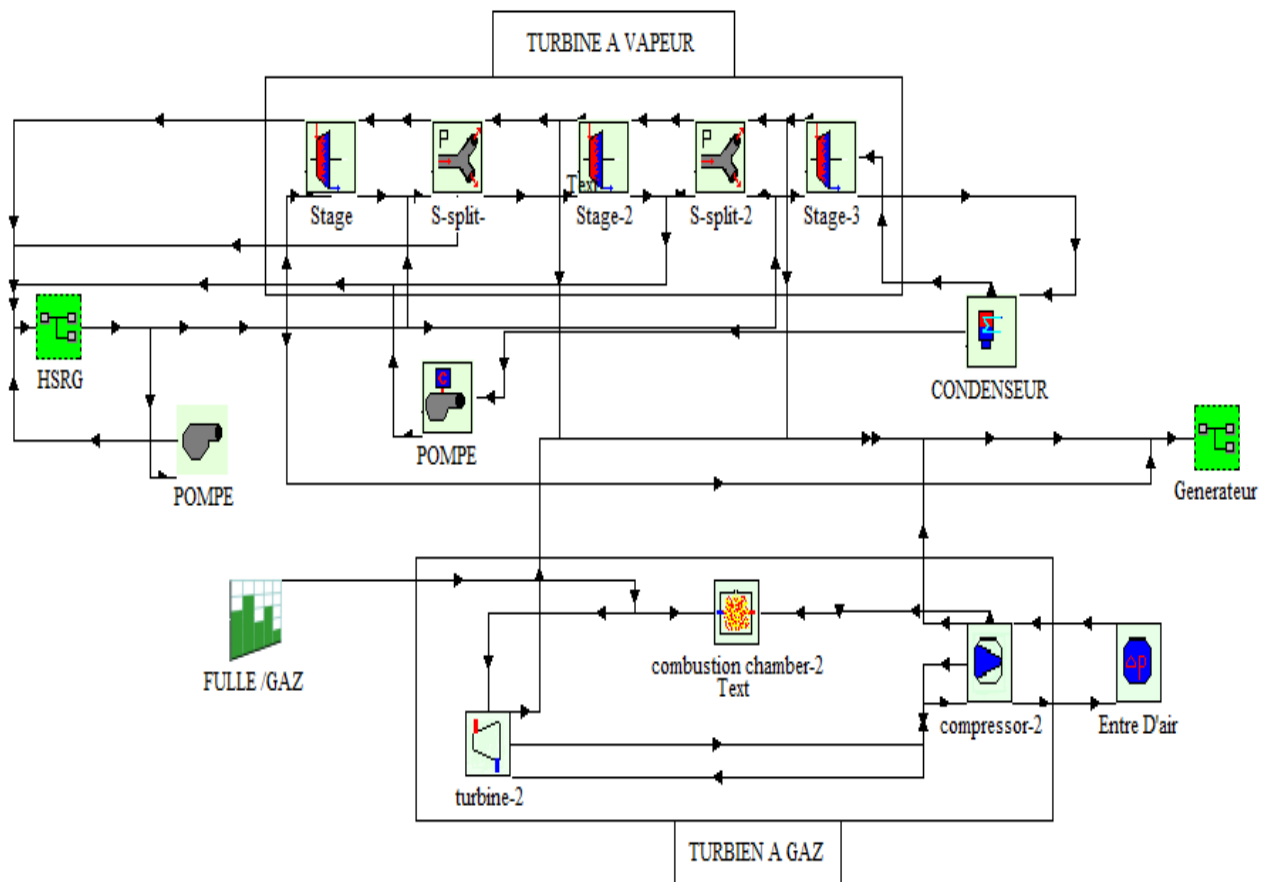 TURBINE A VAPEUR
P
P
Text
Stage
S-split-
Stage-2
S-split-2
Stage-3
HSRG
C
Σ
CONDENSEUR
POMPE
POMPE
Generateur
FULLE /GAZ
combustion chamber-2
Text
Δp
compressor-2
Entre D'air
turbine-2
TURBIEN A GAZ